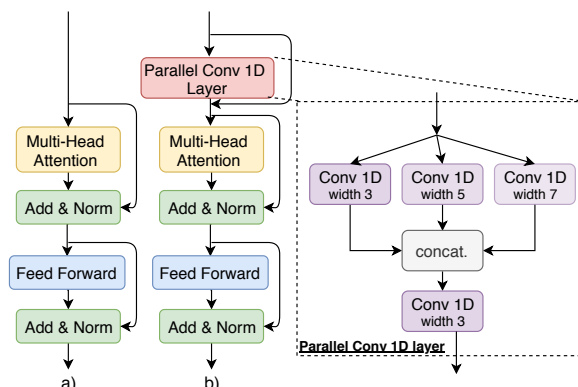 Multi-Head
Attention
Add & Norm
Feed Forward
Add & Norm
a)
Parallel Conv 1D
Layer
Multi-Head
Attention
Add & Norm
Feed Forward
Add & Norm
b)
Conv 1D
width 3
Conv 1D
width 5
Conv 1D
width 7
concat.
Conv 1D
width 3
Parallel Conv 1D layer